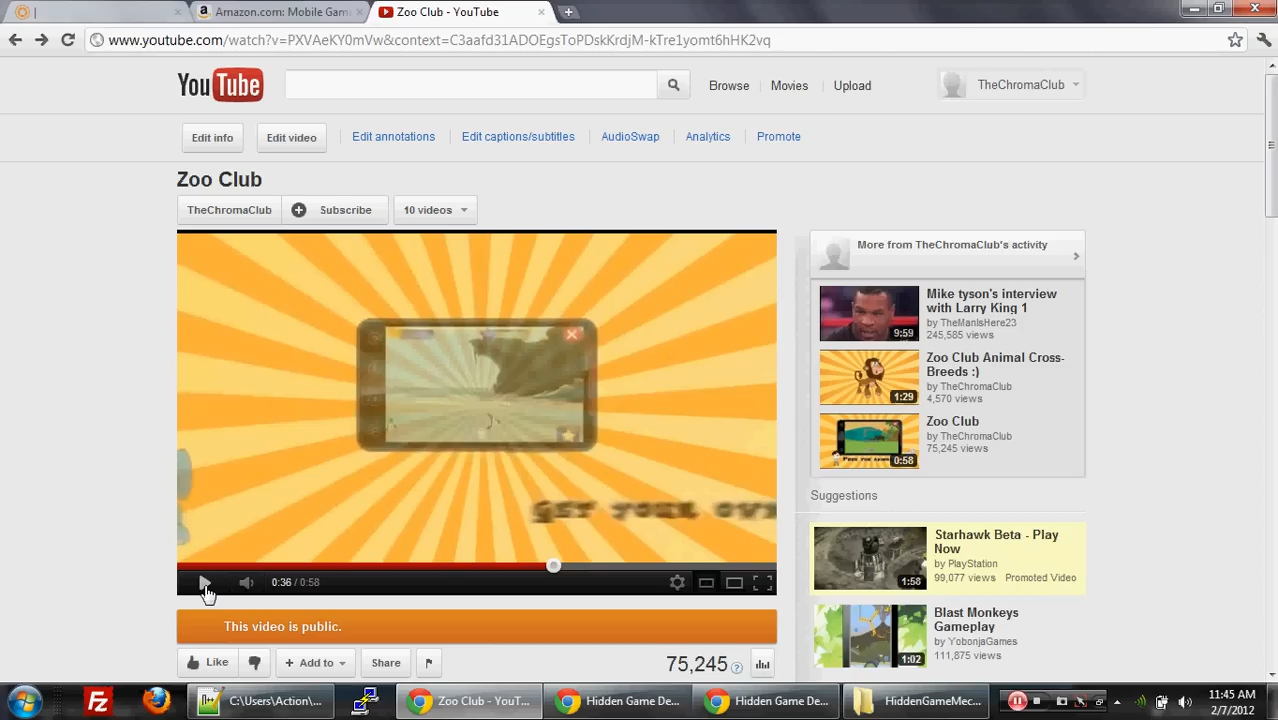 Amazon.com: Mobile Gam
Zoo Club - YouTube
www.youtube.com/watch?v=PXVAeKY0mVw&context=C3aafd31ADOEgsToPDskKrdjM-kTre1yomt6hHK2vq
YouTube
Browse Movies Upload TheChromaClub
Edit info Edit video Edit annotations Edit captions/subtitles AudioSwap Analytics Promote
Zoo Club
TheChromaClub Subscribe 10 videos
Get your own
More from TheChromaClub's activity
Mike tyson's interview
with Larry King 1
by TheManIsHere23
245,585 views
9:59
Zoo Club Animal Cross-
Breeds :)
by TheChromaClub
4,570 views
1:29
Zoo Club
by TheChromaClub
75,245 views
0:58
Suggestions
Starhawk Beta - Play
Now
by PlayStation
99,077 views Promoted Video
1:58
Blast Monkeys
Gameplay
by YobonjaGames
111,875 views
1:02
0:36 / 0:58
This video is public.
Like Add to Share 75,245
C:\Users\Action/... Zoo Club - YouT... Hidden Game De... Hidden Game De... HiddenGameMec...
11:45 AM
2/7/2012